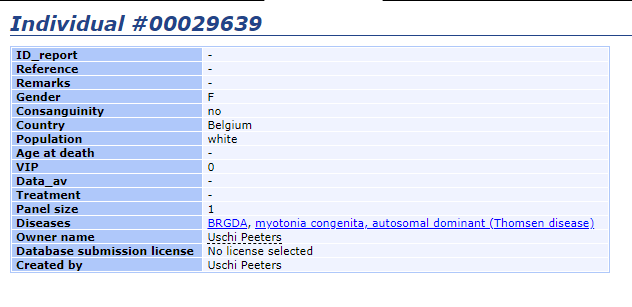 Individual #00029639
ID_report -
Reference -
Remarks -
Gender F
Consanguinity no
Country Belgium
Population white
Age at death -
VIP 0
Data_av -
Treatment -
Panel size 1
Diseases BRGDA, myotonia congenita, autosomal dominant (Thomsen disease)
Owner name Uschi Peeters
Database submission license No license selected
Created by Uschi Peeters